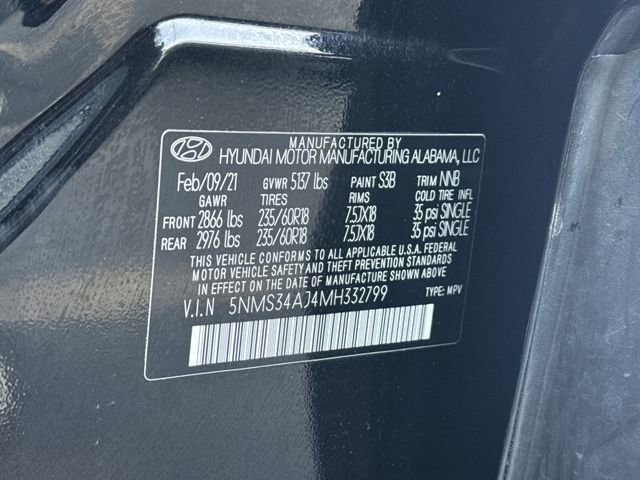 MANUFACTURED BY
HYUNDAI MOTOR MANUFACTURING ALABAMA, LLC
Feb/09/21 GVWR 5137 lbs PAINT S3B TRIM NNB
GAWR TIRES RIMS COLD TIRE INFL
FRONT 2866 lbs 235/60R18 7.5JX18 35 psi SINGLE
REAR 2976 lbs 235/60R18 7.5JX18 35 psi SINGLE
THIS VEHICLE CONFORMS TO ALL APPLICABLE U.S.A. FEDERAL
MOTOR VEHICLE SAFETY AND THEFT PREVENTION STANDARDS
IN EFFECT ON THE DATE OF MANUFACTURE SHOWN ABOVE.
V.I.N 5NMS34AJ4MH332799 TYPE: MPV